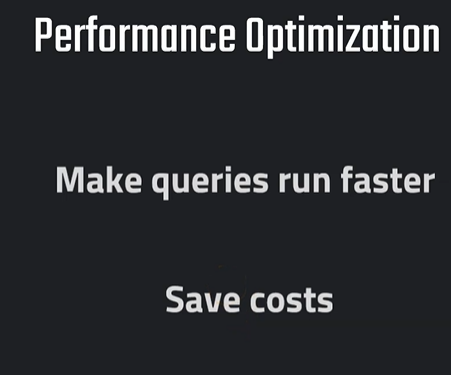 Performance Optimization
Make queries run faster
Save costs